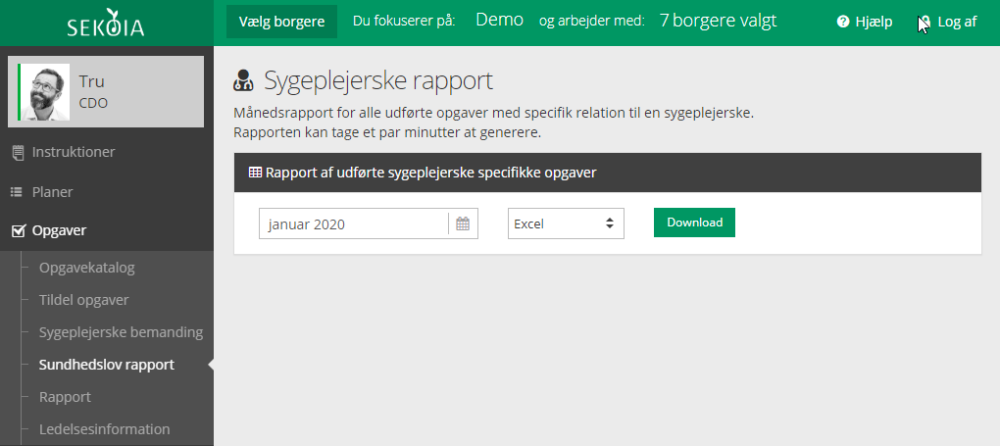 SEKOIA
Vælg borgere Du fokuserer på: Demo og arbejder med: 7 borgere valgt Hjælp Log af
Tru
CDO
Instruktioner
Planer
Opgaver
Opgavekatalog
Tildel opgaver
Sygeplejerske bemanding
Sundhedslov rapport
Rapport
Ledelsesinformation
Sygeplejerske rapport
Månedsrapport for alle udførte opgaver med specifik relation til en sygeplejerske.
Rapporten kan tage et par minutter at generere.
Rapport af udførte sygeplejerske specifikke opgaver
januar 2020 Excel Download